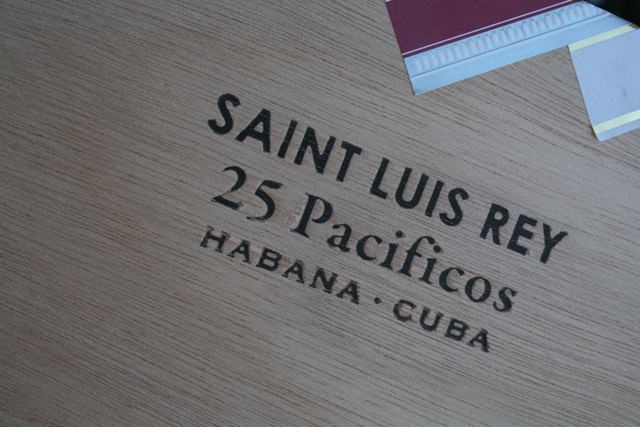 SAINT LUIS REY
25 Pacificos
HABANA · CUBA